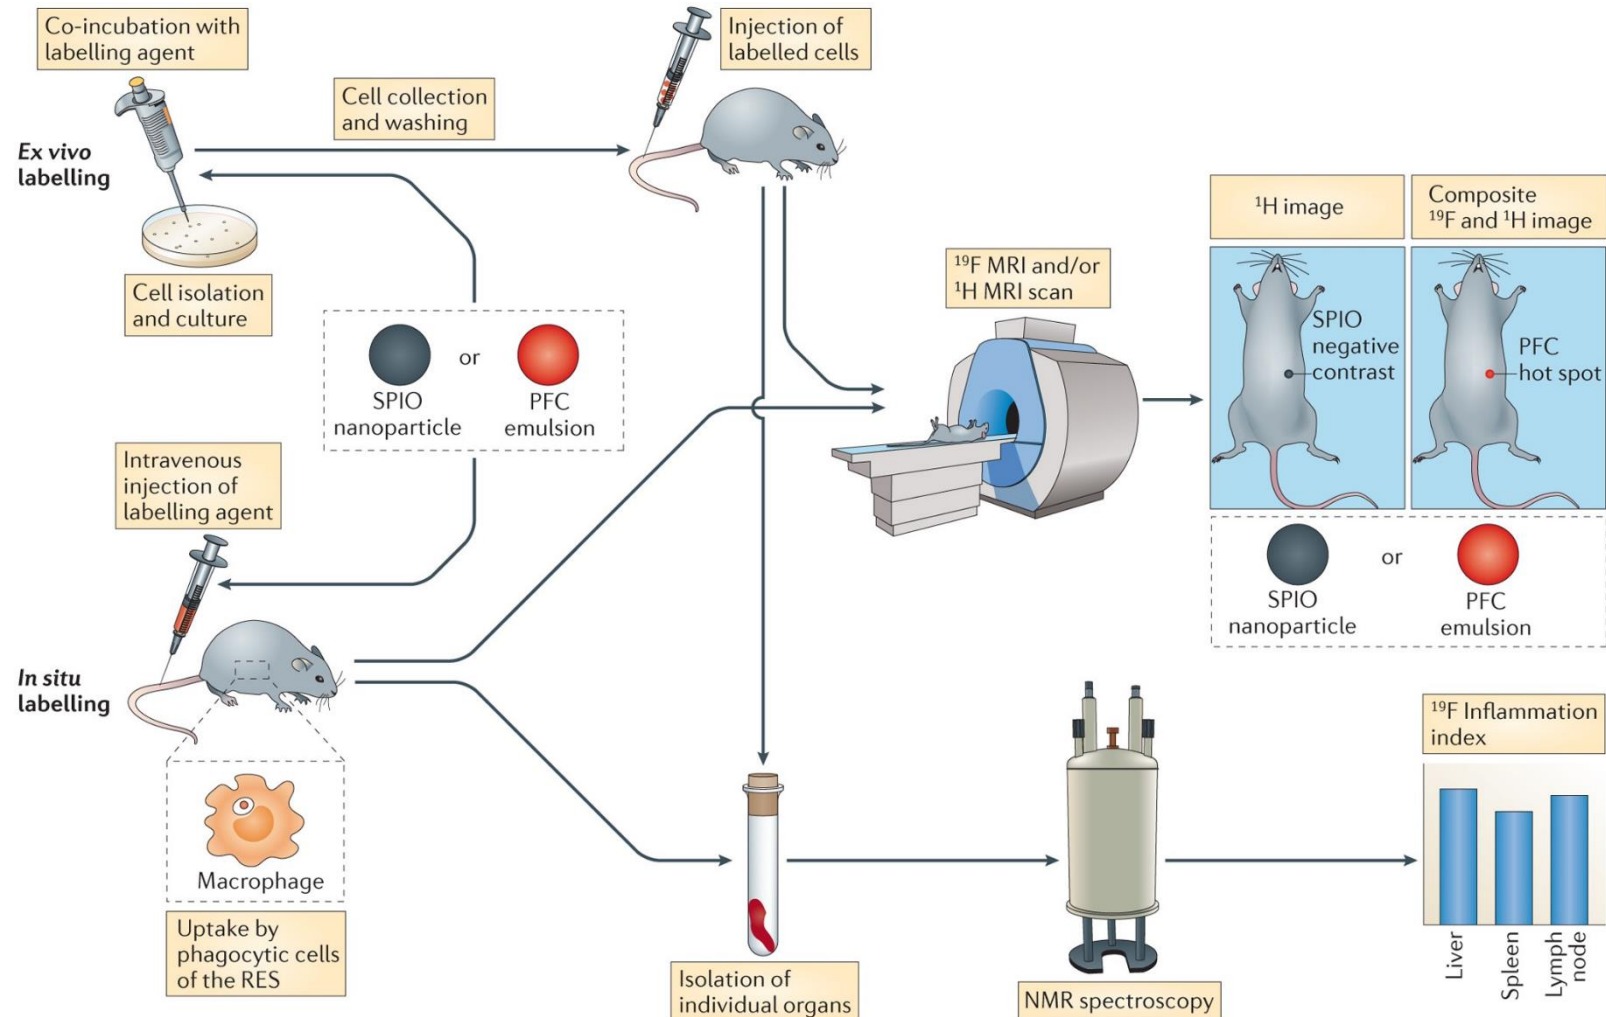 Co-incubation with
labelling agent
Injection of
labelled cells
Cell collection
and washing
Ex vivo
labelling
Cell isolation
and culture
SPIO
nanoparticle
or
PFC
emulsion
¹⁹F MRI and/or
¹H MRI scan
¹H image
Composite
¹⁹F and ¹H image
SPIO
negative
contrast
PFC
hot spot
SPIO
nanoparticle
or
PFC
emulsion
Intravenous
injection of
labelling agent
In situ
labelling
Macrophage
Uptake by
phagocytic cells
of the RES
Isolation of
individual organs
NMR spectroscopy
¹⁹F Inflammation
index
Liver
Spleen
Lymph
node